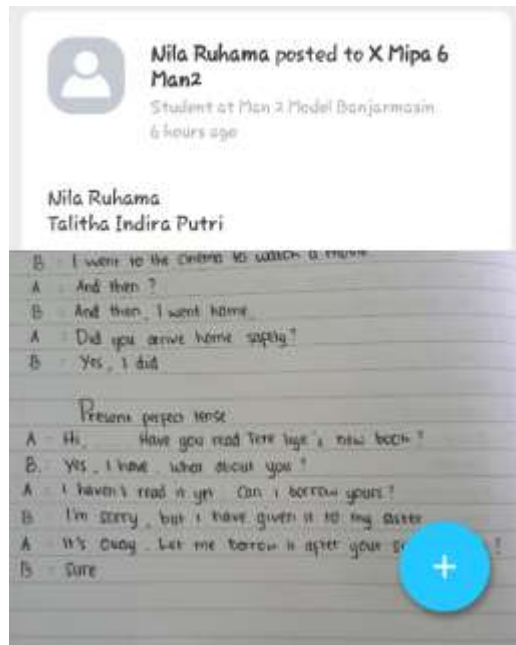 Nila Ruhama posted to X Mipa 6
Man2
Student at Man 2 Model Banjarmasin
6 hours ago
Nila Ruhama
Talitha Indira Putri
B : I went to the cinema to watch a movie
A : And then ?
B : And then, I went home
A : Did you arrive home safely ?
B : Yes, I did
Present perfect tense
A : Hi, Have you read Tere liye's new book ?
B. : Yes, I have. what about you ?
A : I haven't read it yet Can i borrow yours ?
B : I'm sorry, but i have given it to my sister
A : it's Okay. Let me borrow it after your ?
B : Sure